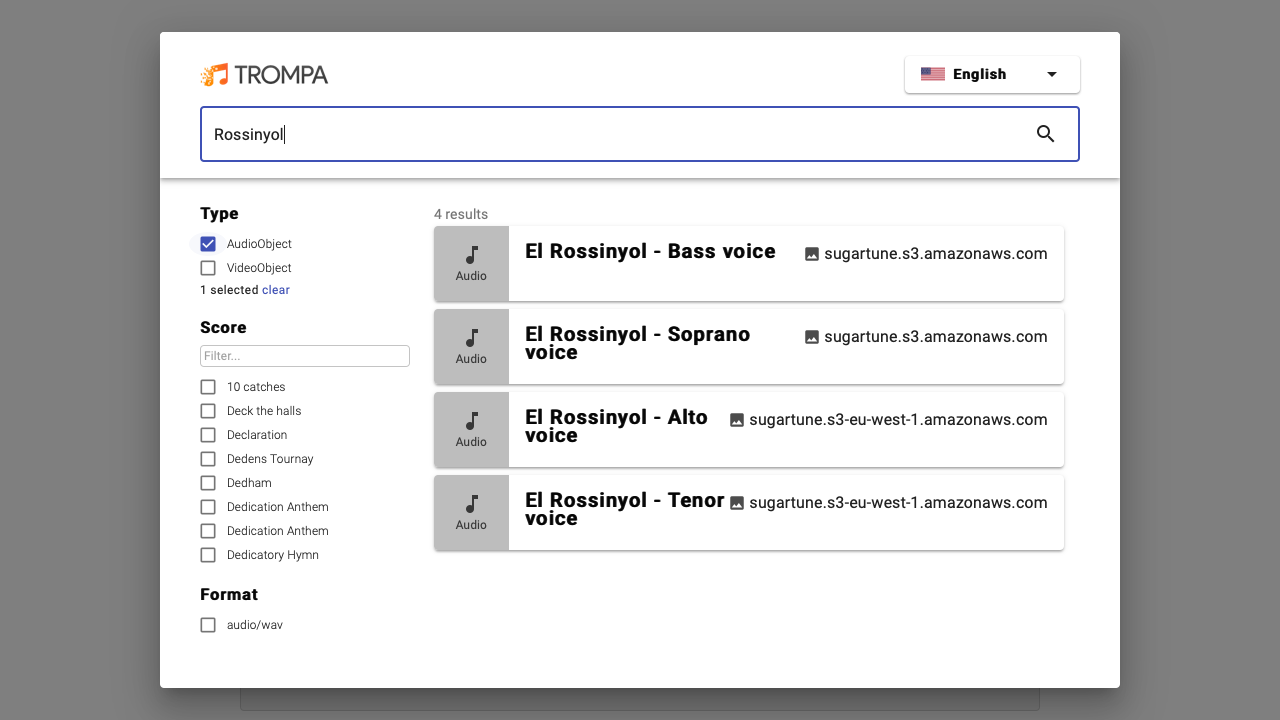 TROMPA
English
Rossinyol
Type
AudioObject
VideoObject
1 selected clear
Score
Filter...
10 catches
Deck the halls
Declaration
Dedens Tournay
Dedham
Dedication Anthem
Dedication Anthem
Dedicatory Hymn
Format
audio/wav
4 results
Audio
El Rossinyol - Bass voice
sugartune.s3.amazonaws.com
Audio
El Rossinyol - Soprano
voice
sugartune.s3.amazonaws.com
Audio
El Rossinyol - Alto
voice
sugartune.s3-eu-west-1.amazonaws.com
Audio
El Rossinyol - Tenor
voice
sugartune.s3-eu-west-1.amazonaws.com